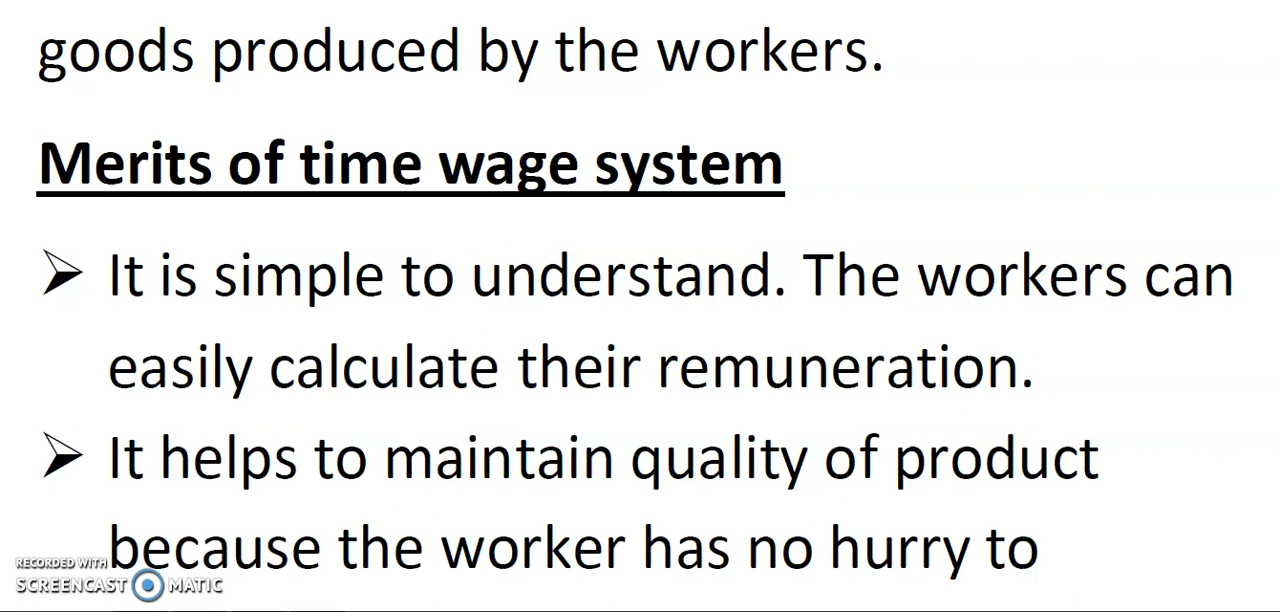 goods produced by the workers.
Merits of time wage system
➢ It is simple to understand. The workers can
easily calculate their remuneration.
➢ It helps to maintain quality of product
because the worker has no hurry to
RECORDED WITH
SCREENCAST MATIC